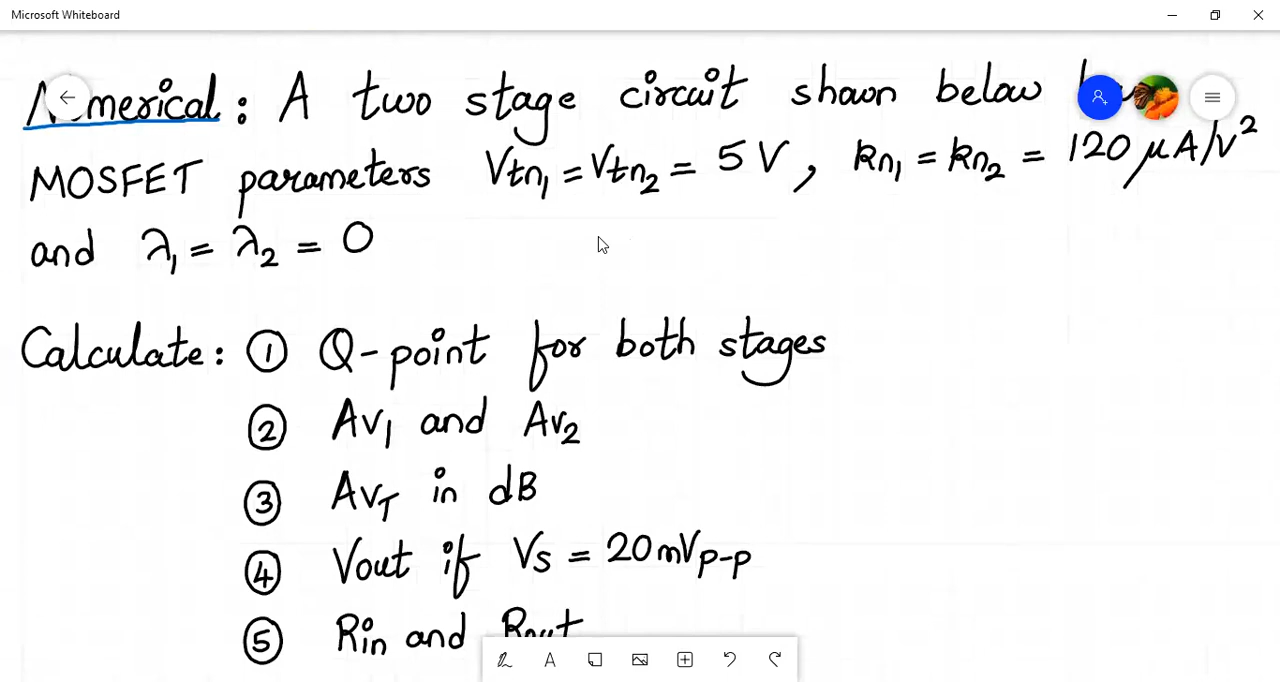 Microsoft Whiteboard
Numerical: A two stage circuit shown below
MOSFET parameters Vtn₁ = Vtn₂ = 5 V, kn₁ = kn₂ = 120 μA/V²
and λ₁ = λ₂ = 0
Calculate: ① Q-point for both stages
② Av₁ and Av₂
③ AvT in dB
④ Vout if Vs = 20 mVp-p
⑤ Rin and Rout
A